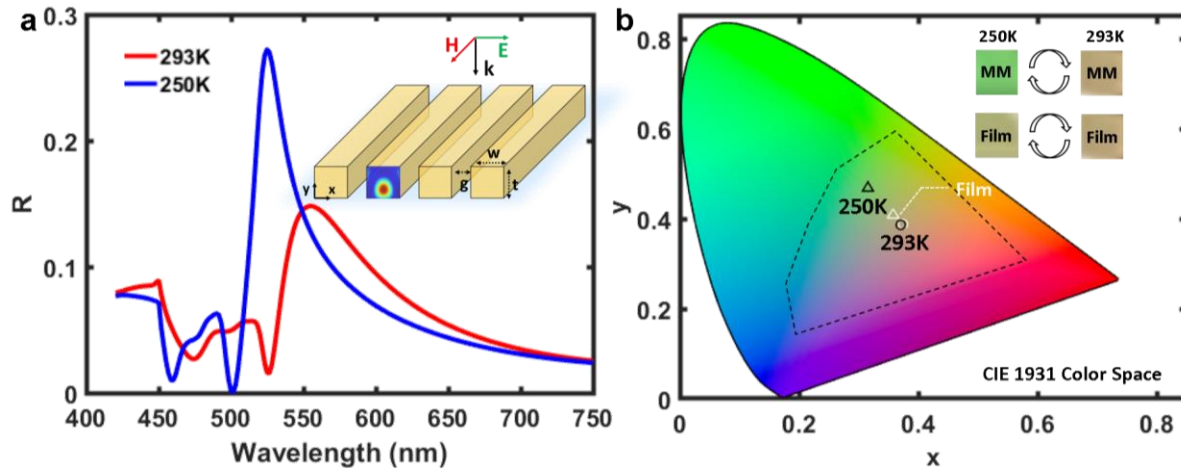 a
0.3
0.2
0.1
0
R
293K
250K
H
E
k
w
g
t
y
x
400
450
500
550
600
650
700
750
Wavelength (nm)
b
0.8
0.6
0.4
0.2
0
y
250K
293K
MM
MM
Film
Film
Film
250K
293K
CIE 1931 Color Space
0
0.2
0.4
0.6
0.8
x